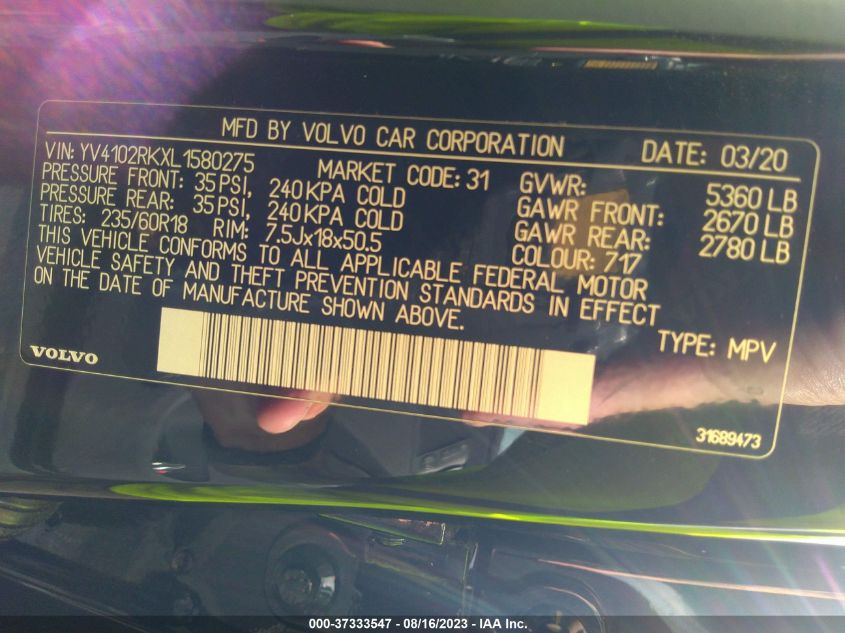 MFD BY VOLVO CAR CORPORATION DATE: 03/20
VIN: YV4102RKXL1580275 MARKET CODE: 31 GVWR: 5360 LB
PRESSURE FRONT: 35 PSI, 240 KPA COLD GAWR FRONT: 2670 LB
PRESSURE REAR: 35 PSI, 240 KPA COLD GAWR REAR: 2780 LB
TIRES: 235/60R18 RIM: 7.5Jx18x50.5 COLOUR: 717
THIS VEHICLE CONFORMS TO ALL APPLICABLE FEDERAL MOTOR
VEHICLE SAFETY AND THEFT PREVENTION STANDARDS IN EFFECT
ON THE DATE OF MANUFACTURE SHOWN ABOVE.
TYPE: MPV
VOLVO
31689473
000-37333547 - 08/16/2023 - IAA Inc.